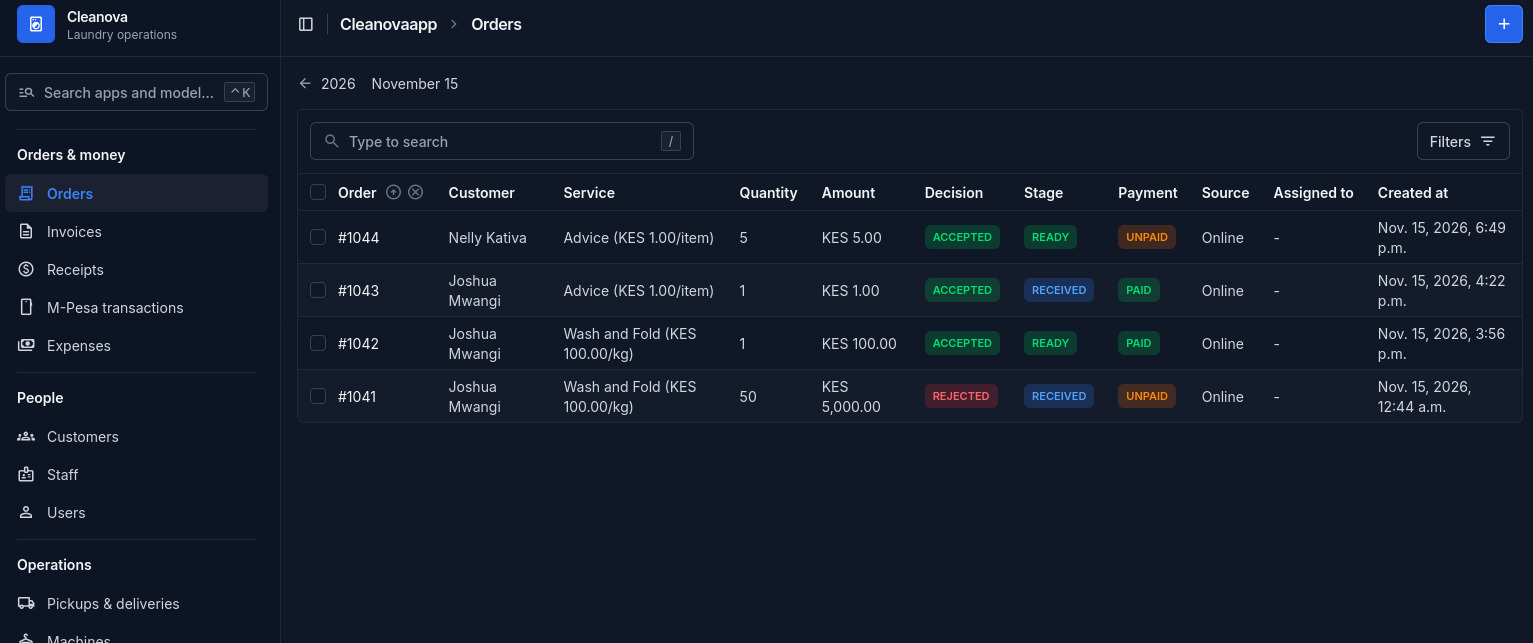 Cleanova
Laundry operations
Cleanovaapp > Orders
+
Search apps and model... ^ K
← 2026 November 15
Type to search /
Filters
Orders & money
Orders
Invoices
Receipts
M-Pesa transactions
Expenses
People
Customers
Staff
Users
Operations
Pickups & deliveries
Machines
Order Customer Service Quantity Amount Decision Stage Payment Source Assigned to Created at
#1044 Nelly Kativa Advice (KES 1.00/item) 5 KES 5.00 ACCEPTED READY UNPAID Online - Nov. 15, 2026, 6:49
p.m.
#1043 Joshua Mwangi Advice (KES 1.00/item) 1 KES 1.00 ACCEPTED RECEIVED PAID Online - Nov. 15, 2026, 4:22
p.m.
#1042 Joshua Mwangi Wash and Fold (KES 100.00/kg) 1 KES 100.00 ACCEPTED READY PAID Online - Nov. 15, 2026, 3:56
p.m.
#1041 Joshua Mwangi Wash and Fold (KES 100.00/kg) 50 KES 5,000.00 REJECTED RECEIVED UNPAID Online - Nov. 15, 2026,
12:44 a.m.